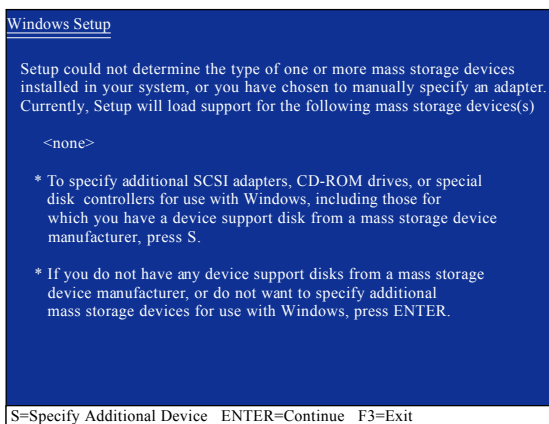 Windows Setup
Setup could not determine the type of one or more mass storage devices
installed in your system, or you have chosen to manually specify an adapter.
Currently, Setup will load support for the following mass storage devices(s)
<none>
* To specify additional SCSI adapters, CD-ROM drives, or special
disk controllers for use with Windows, including those for
which you have a device support disk from a mass storage device
manufacturer, press S.
* If you do not have any device support disks from a mass storage
device manufacturer, or do not want to specify additional
mass storage devices for use with Windows, press ENTER.
S=Specify Additional Device ENTER=Continue F3=Exit